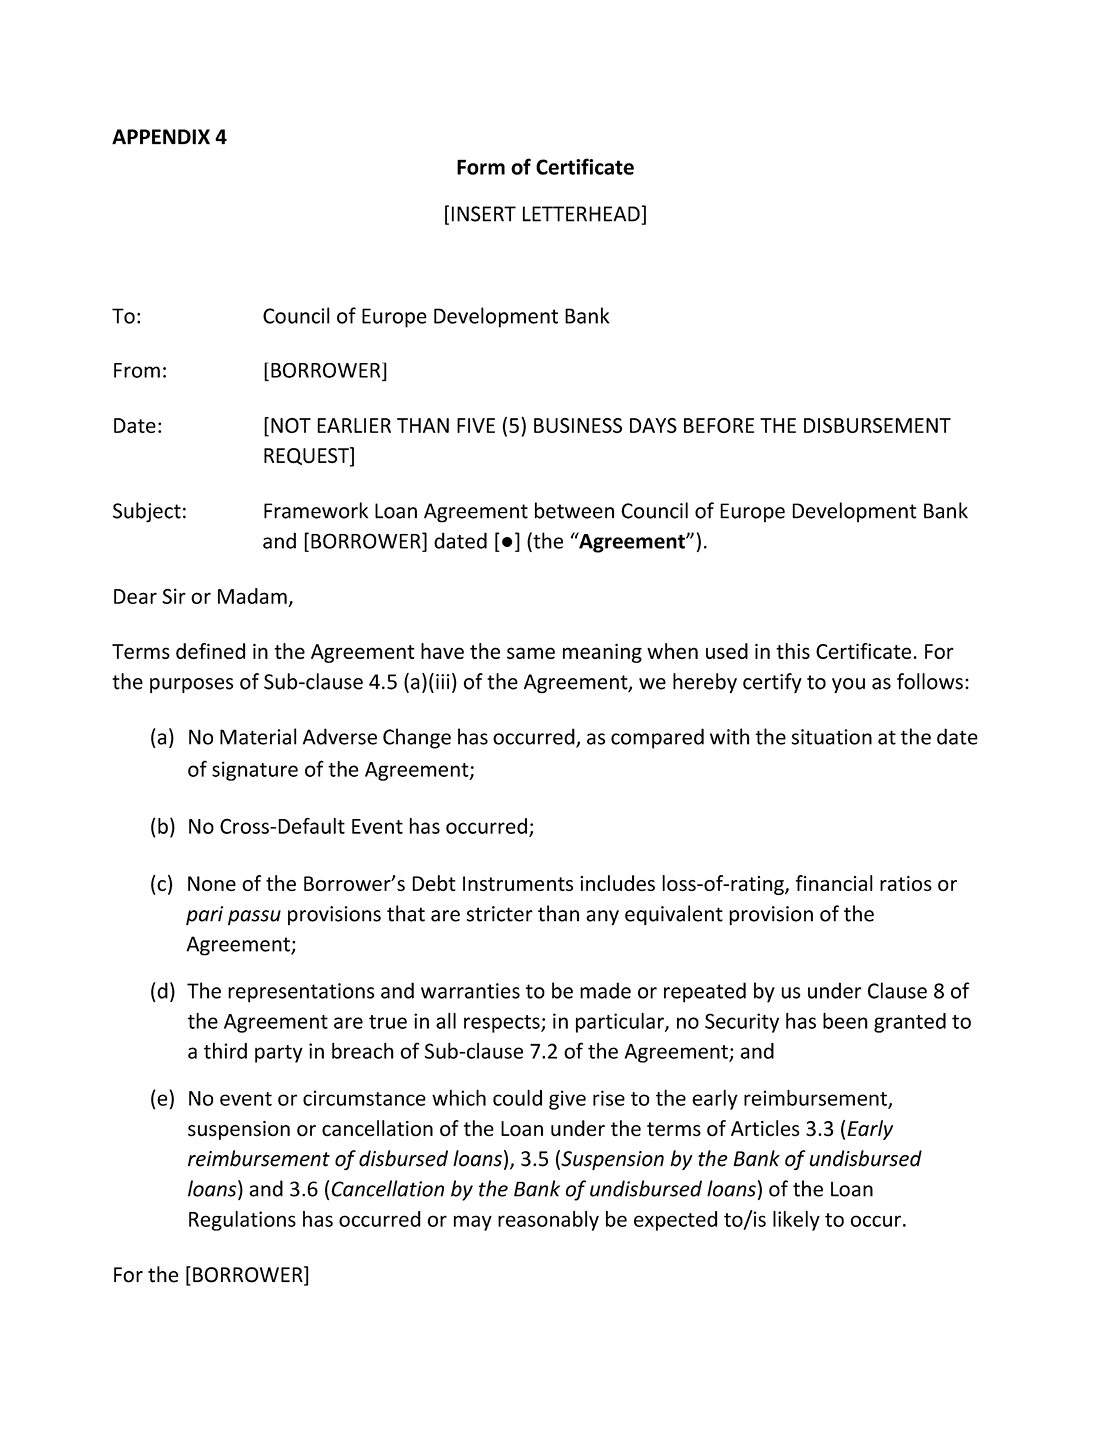 APPENDIX 4
Form of Certificate
[INSERT LETTERHEAD]
To: Council of Europe Development Bank
From: [BORROWER]
Date: [NOT EARLIER THAN FIVE (5) BUSINESS DAYS BEFORE THE DISBURSEMENT
REQUEST]
Subject: Framework Loan Agreement between Council of Europe Development Bank
and [BORROWER] dated [●] (the “Agreement”).
Dear Sir or Madam,
Terms defined in the Agreement have the same meaning when used in this Certificate. For
the purposes of Sub-clause 4.5 (a)(iii) of the Agreement, we hereby certify to you as follows:
(a) No Material Adverse Change has occurred, as compared with the situation at the date
of signature of the Agreement;
(b) No Cross-Default Event has occurred;
(c) None of the Borrower’s Debt Instruments includes loss-of-rating, financial ratios or
pari passu provisions that are stricter than any equivalent provision of the
Agreement;
(d) The representations and warranties to be made or repeated by us under Clause 8 of
the Agreement are true in all respects; in particular, no Security has been granted to
a third party in breach of Sub-clause 7.2 of the Agreement; and
(e) No event or circumstance which could give rise to the early reimbursement,
suspension or cancellation of the Loan under the terms of Articles 3.3 (Early
reimbursement of disbursed loans), 3.5 (Suspension by the Bank of undisbursed
loans) and 3.6 (Cancellation by the Bank of undisbursed loans) of the Loan
Regulations has occurred or may reasonably be expected to/is likely to occur.
For the [BORROWER]